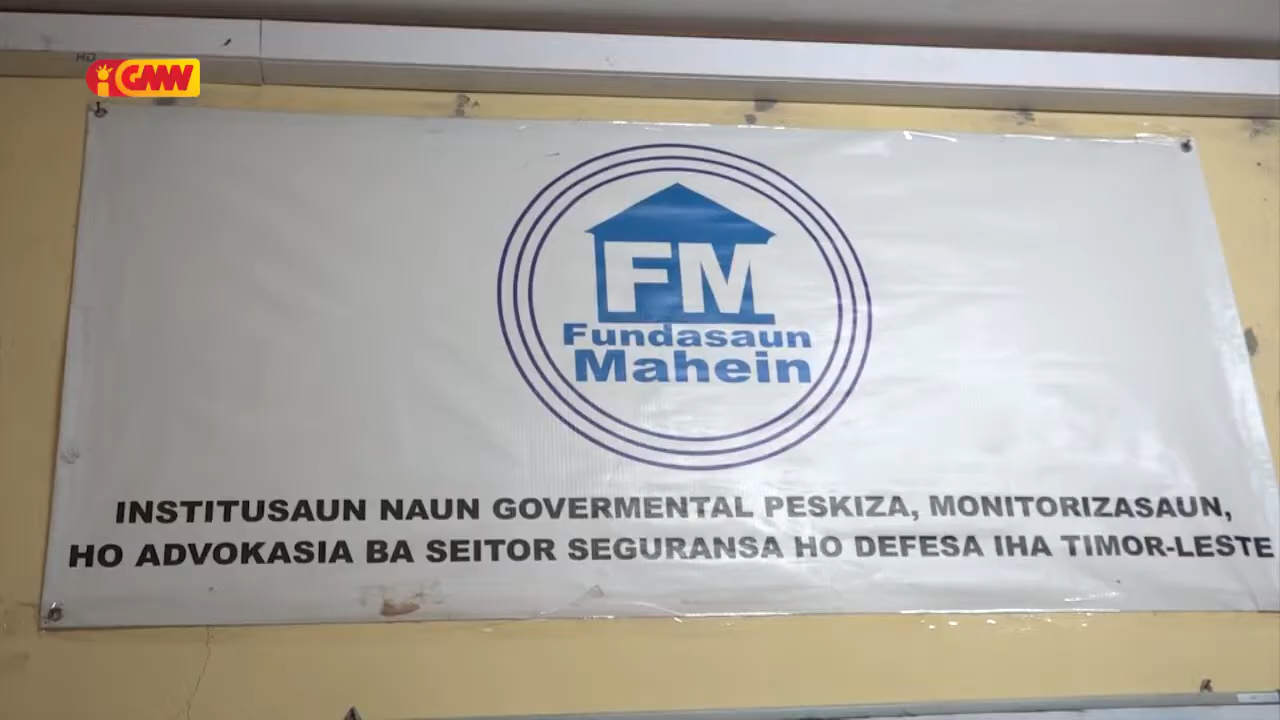 HD
GMN
FM
Fundasaun
Mahein
INSTITUSAUN NAUN GOVERMENTAL PESKIZA, MONITORIZASAUN,
HO ADVOKASIA BA SEITOR SEGURANSA HO DEFESA IHA TIMOR-LESTE